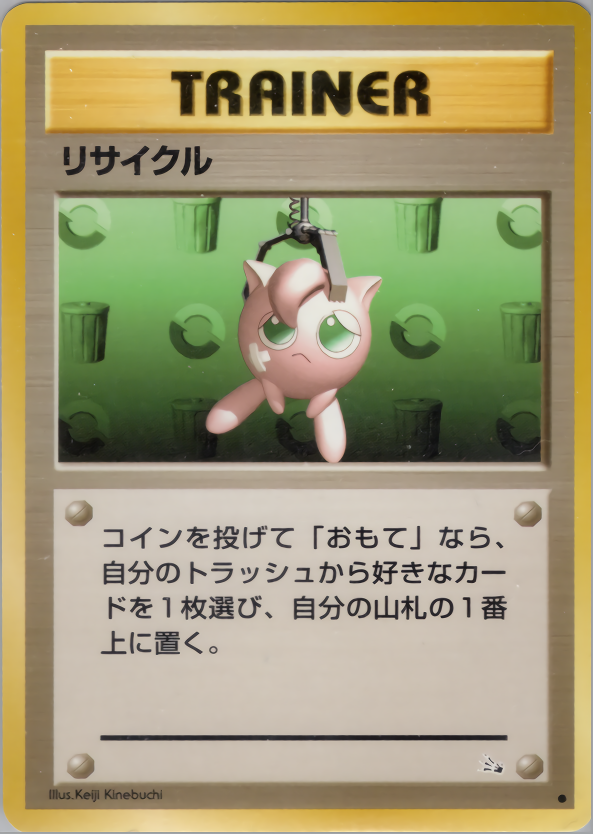 TRAINER
リサイクル
コインを投げて「おもて」なら、
自分のトラッシュから好きなカー
ドを1枚選び、自分の山札の1番
上に置く。
Illus.Keiji Kinebuchi